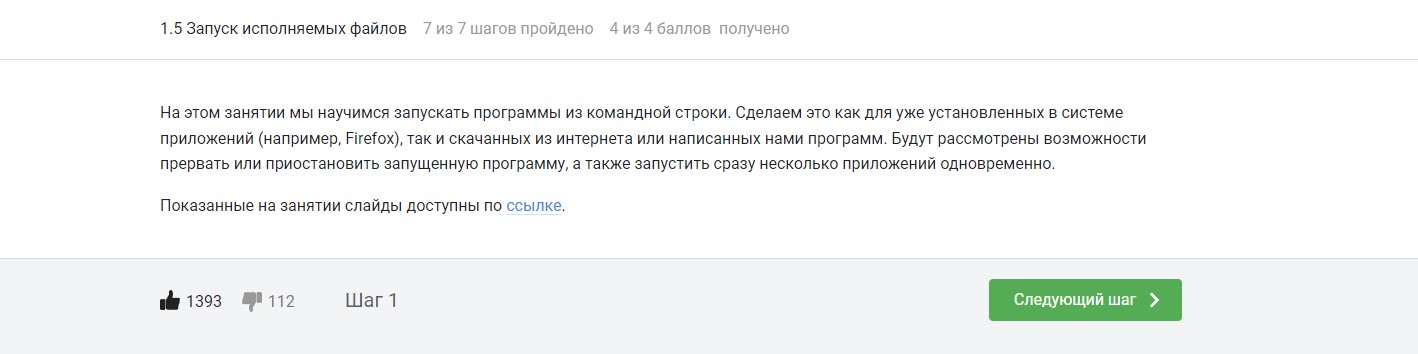 1.5 Запуск исполняемых файлов 7 из 7 шагов пройдено 4 из 4 баллов получено
На этом занятии мы научимся запускать программы из командной строки. Сделаем это как для уже установленных в системе
приложений (например, Firefox), так и скачанных из интернета или написанных нами программ. Будут рассмотрены возможности
прервать или приостановить запущенную программу, а также запустить сразу несколько приложений одновременно.
Показанные на занятии слайды доступны по ссылке.
1393 112 Шаг 1 Следующий шаг